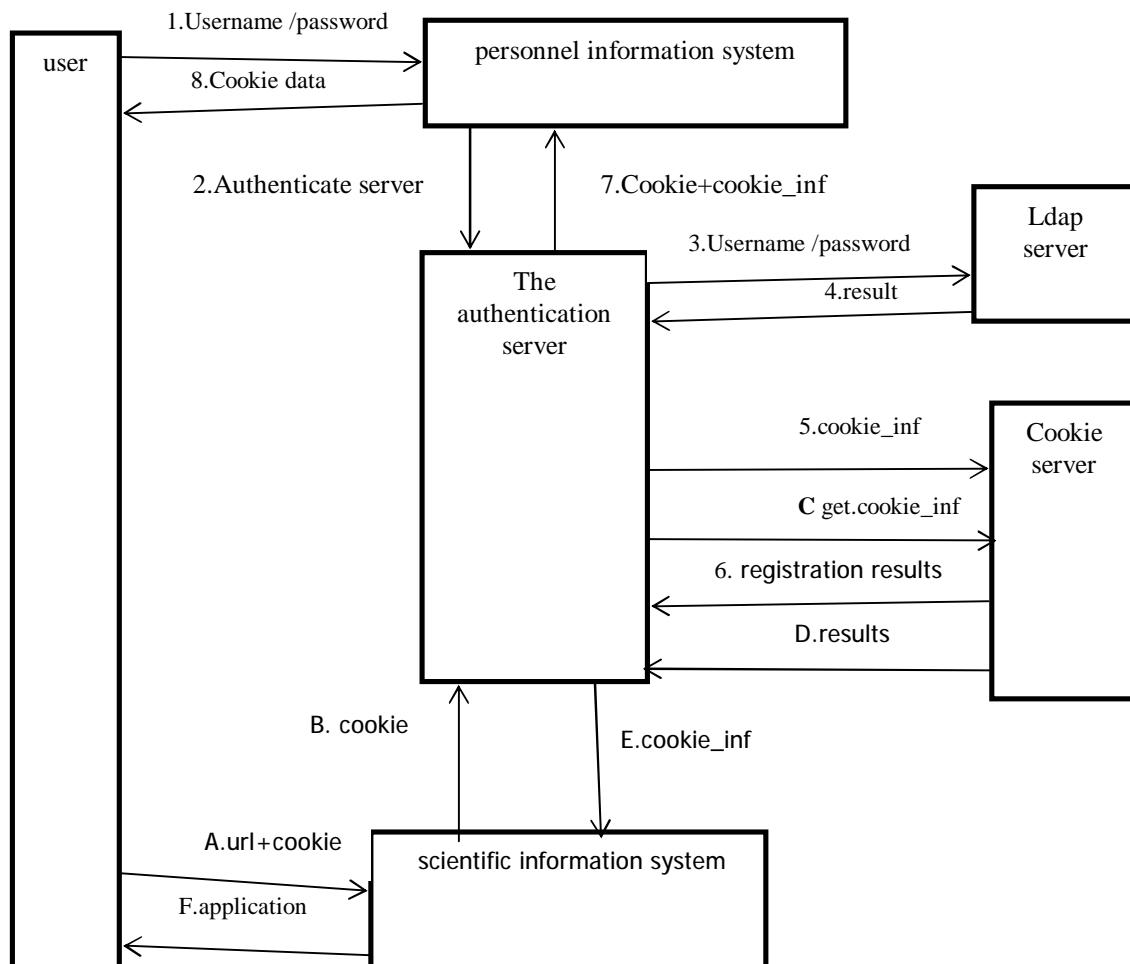 1.Username /password
user
personnel information system
8.Cookie data
2.Authenticate server
7.Cookie+cookie_inf
Ldap
server
3.Username /password
4.result
The
authentication
server
5.cookie_inf
Cookie
server
C get.cookie_inf
6. registration results
D.results
B. cookie
E.cookie_inf
A.url+cookie
scientific information system
F.application